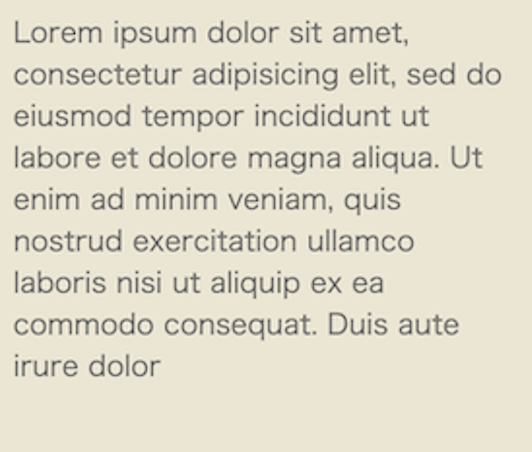 Lorem ipsum dolor sit amet,
consectetur adipisicing elit, sed do
eiusmod tempor incididunt ut
labore et dolore magna aliqua. Ut
enim ad minim veniam, quis
nostrud exercitation ullamco
laboris nisi ut aliquip ex ea
commodo consequat. Duis aute
irure dolor